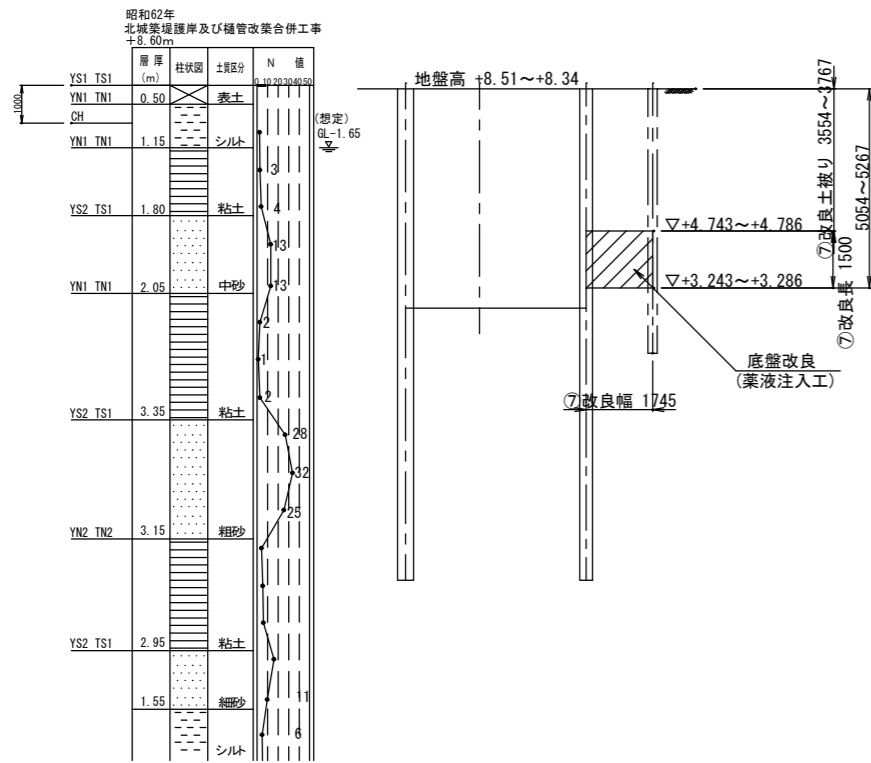 昭和62年
北城築堤護岸及び樋管改築合併工事
+8.60m
層 厚
(m)
柱状図
土質区分
N 値
0 10 20 30 40 50
YS1 TS1
1000
YN1 TN1 0.50 表土
CH
(想定)
GL-1.65
YN1 TN1 1.15 シルト
3
4
YS2 TS1 1.80 粘土
13
13
YN1 TN1 2.05 中砂
2
1
2
YS2 TS1 3.35 粘土
28
32
25
YN2 TN2 3.15 粗砂
YS2 TS1 2.95 粘土
11
1.55 細砂
6
シルト
地盤高 +8.51~+8.34
⑦改良土被り 3554~3767
5054~5267
▽+4.743~+4.786
⑦改良長 1500
▽+3.243~+3.286
底盤改良
(薬液注入工)
⑦改良幅 1745